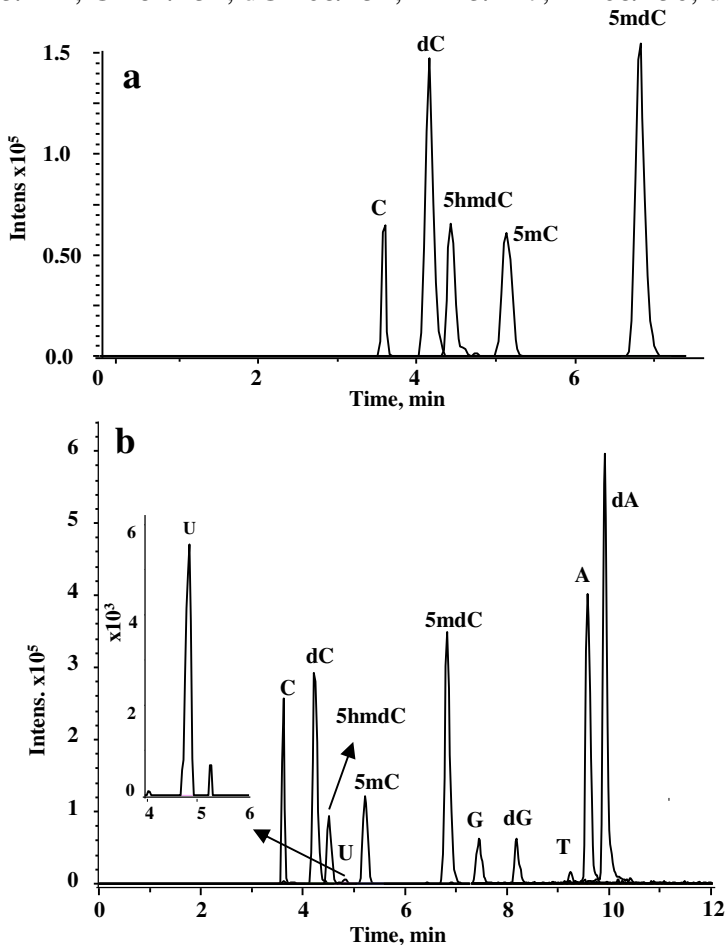 5mdC
a
dC
1.5
1.0
5hmdC
C
5mC
0.50
0.0
Intens x10⁵
0
2
4
6
Time, min
b
6
dA
5
U
6
A
4
x10³
4
5mdC
3
dC
C
5hmdC
2
2
5mC
1
0
4
5
6
G
dG
U
T
0
Intens. x10⁵
0
2
4
6
8
10
12
Time, min